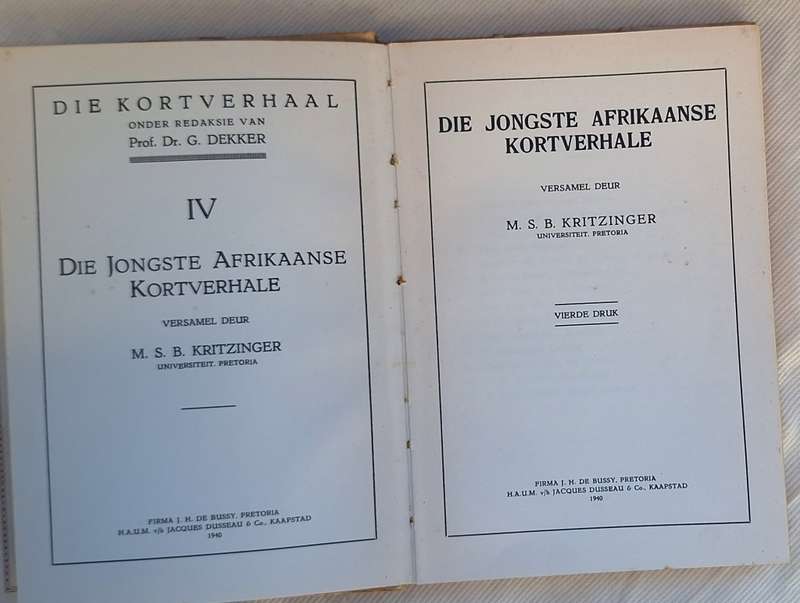 DIE KORTVERHAAL
ONDER REDAKSIE VAN
Prof. Dr. G. DEKKER
IV
DIE JONGSTE AFRIKAANSE
KORTVERHALE
VERSAMEL DEUR
M. S. B. KRITZINGER
UNIVERSITEIT, PRETORIA
FIRMA J. H. DE BUSSY, PRETORIA
H.A.U.M. v/h JACQUES DUSSEAU & Co., KAAPSTAD
1940
DIE JONGSTE AFRIKAANSE
KORTVERHALE
VERSAMEL DEUR
M. S. B. KRITZINGER
UNIVERSITEIT, PRETORIA
VIERDE DRUK
FIRMA J. H. DE BUSSY, PRETORIA
H.A.U.M. v/h JACQUES DUSSEAU & Co., KAAPSTAD
1940